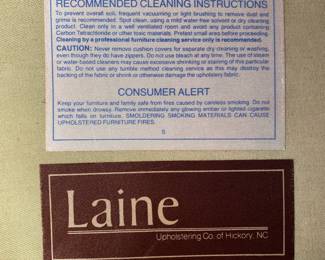 RECOMMENDED CLEANING INSTRUCTIONS
To prevent overall soil, frequent vacuuming or light brushing to remove dust and
grime is recommended. Spot clean, using a mild water-free solvent or dry cleaning
product. Clean only in a well ventilated room and avoid any product containing
Carbon Tetrachloride or other toxic materials. Pretest small area before proceeding.
Cleaning by a professional furniture cleaning service only is recommended.
CAUTION: Never remove cushion covers for separate dry cleaning or washing,
even though they do have zippers. Do not use bleach at any time. The use of steam
or water-based cleaners may cause excessive shrinking or staining of this particular
fabric. Do not use any tumble method cleaning service as this may destroy the
backing of the fabric or shrink or otherwise damage the upholstery fabric.
CONSUMER ALERT
Keep your furniture and family safe from fires caused by careless smoking. Do not
smoke when drowsy. Remove immediately any glowing ember or lighted cigarette
which falls on furniture. SMOLDERING SMOKING MATERIALS CAN CAUSE
UPHOLSTERED FURNITURE FIRES.
S
Laine
Upholstering Co. of Hickory, NC